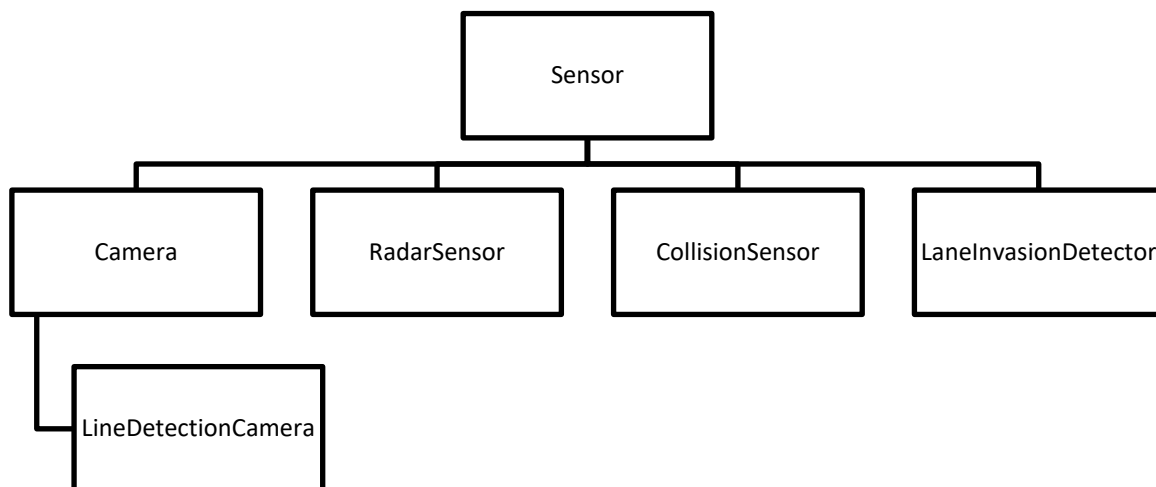 Sensor
Camera
RadarSensor
CollisionSensor
LaneInvasionDetector
LineDetectionCamera